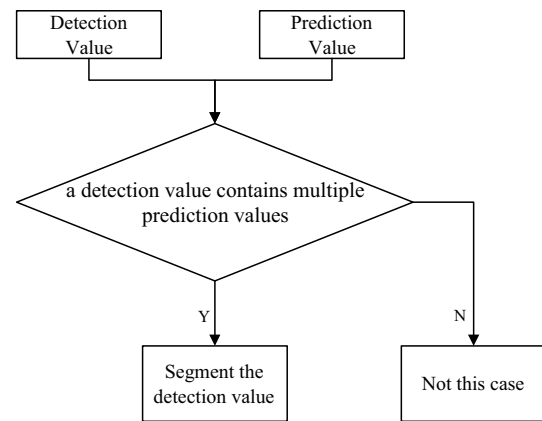 Detection
Value
Prediction
Value
a detection value contains multiple
prediction values
Y
N
Segment the
detection value
Not this case